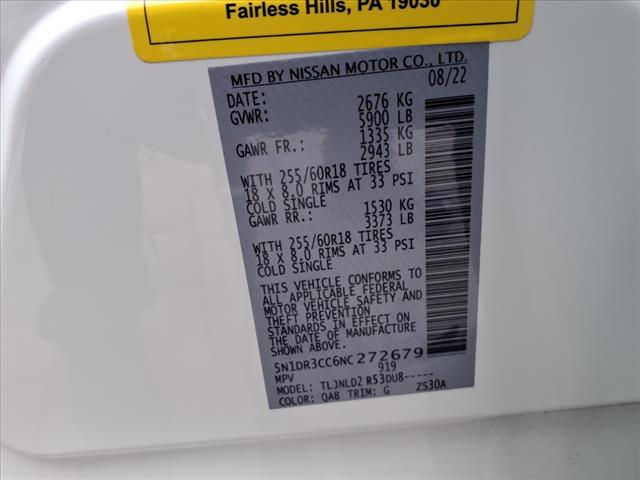 Fairless Hills, PA 19030
MFD BY NISSAN MOTOR CO., LTD.
DATE: 08/22
GVWR: 2676 KG
5900 LB
GAWR FR.: 1335 KG
2943 LB
WITH 255/60R18 TIRES
18 X 8.0 RIMS AT 33 PSI
COLD SINGLE
GAWR RR.: 1530 KG
3373 LB
WITH 255/60R18 TIRES
18 X 8.0 RIMS AT 33 PSI
COLD SINGLE
THIS VEHICLE CONFORMS TO
ALL APPLICABLE FEDERAL
MOTOR VEHICLE SAFETY AND
THEFT PREVENTION
STANDARDS IN EFFECT ON
THE DATE OF MANUFACTURE
SHOWN ABOVE.
5N1DR3CC6NC272679
MPV 919
MODEL: TLJNLD2 R53DU8-----
COLOR: QAB TRIM: G ZS30A